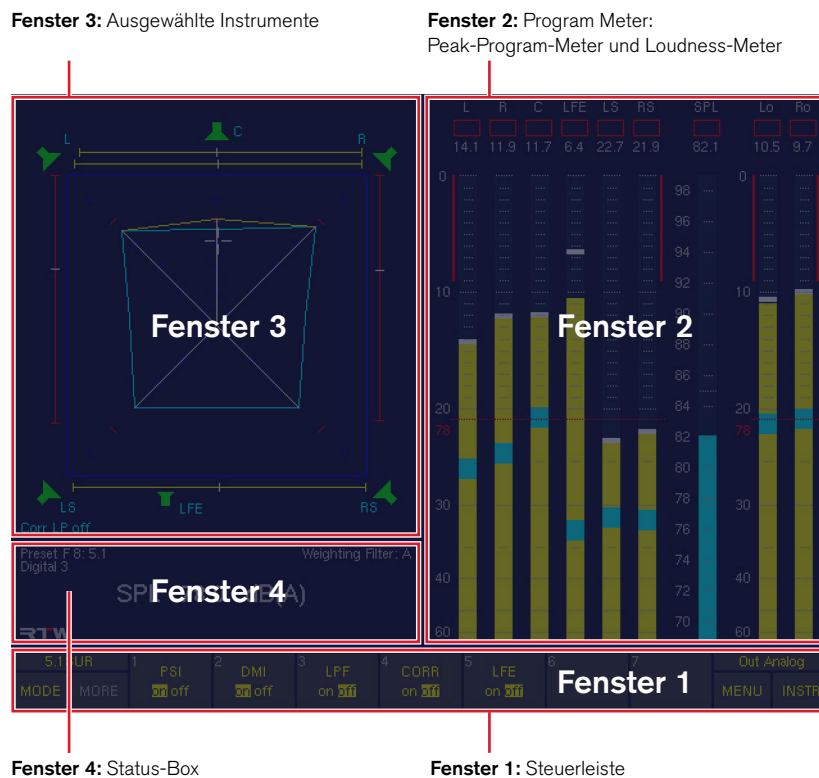 Fenster 3: Ausgewählte Instrumente
Fenster 2: Program Meter:
Peak-Program-Meter und Loudness-Meter
L R C LFE LS RS SPL Lo Ro
14.1 11.9 11.7 6.4 22.7 21.9 82.1 10.5 9.7
L C R
0 98 0
96
94
92
10 90 10
Fenster 3
Fenster 2
88
86
20 84 20
78 82 78
80
30 78 30
76
74
40 72 40
70
60 60
LS LFE RS
Corr LP off
Preset F 8: 5.1 Weighting Filter: A
Digital 3
SPL (A)
Fenster 4
RTW
5.1 SUR 1 PSI 2 DMI 3 LPF 4 CORR 5 LFE 6 7 Out Analog
MODE MORE on off on off on off on off on off MENU INSTR
Fenster 1
Fenster 4: Status-Box
Fenster 1: Steuerleiste